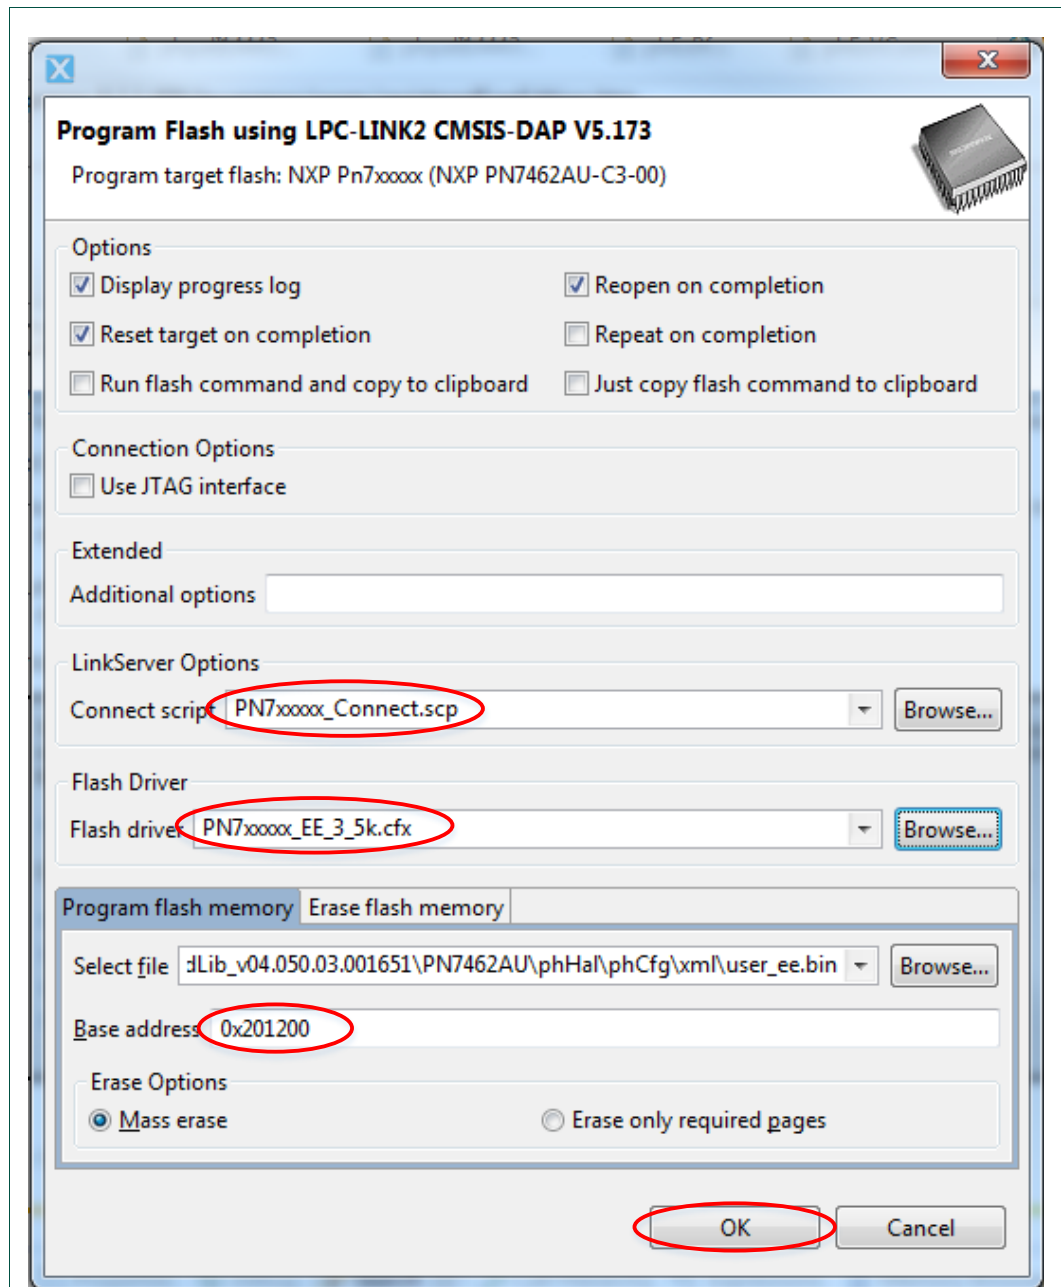 Program Flash using LPC-LINK2 CMSIS-DAP V5.173
Program target flash: NXP Pn7xxxxx (NXP PN7462AU-C3-00)
Options
Display progress log
Reopen on completion
Reset target on completion
Repeat on completion
Run flash command and copy to clipboard
Just copy flash command to clipboard
Connection Options
Use JTAG interface
Extended
Additional options
LinkServer Options
Connect script PN7xxxxx_Connect.scp Browse...
Flash Driver
Flash driver PN7xxxxx_EE_3_5k.cfx Browse...
Program flash memory Erase flash memory
Select file dLib_v04.050.03.001651\PN7462AU\phHal\phCfg\xml\user_ee.bin Browse...
Base address 0x201200
Erase Options
Mass erase
Erase only required pages
OK Cancel